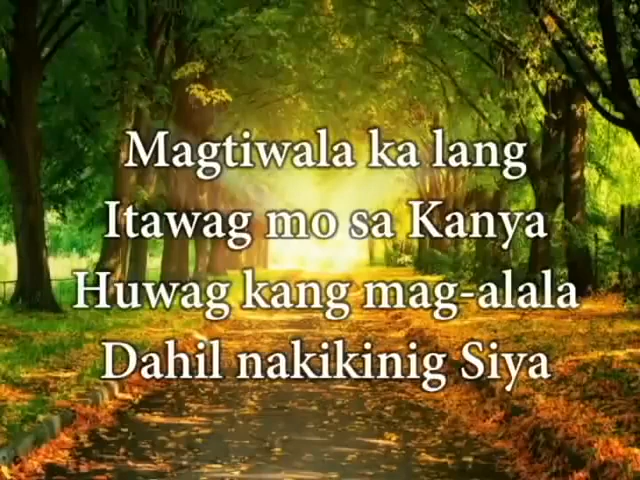 Magtiwala ka lang
Itawag mo sa Kanya
Huwag kang mag-alala
Dahil nakikinig Siya